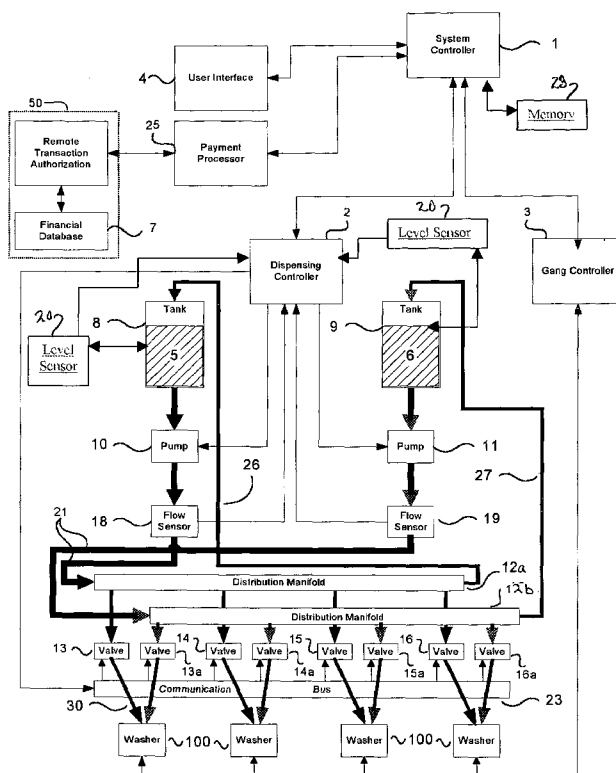 System
Controller
1
4
User Interface
28
Memory
50
25
Remote
Transaction
Authorization
Payment
Processor
Financial
Database
7
2
20
Level Sensor
3
Dispensing
Controller
Gang Controller
20
Level
Sensor
8
Tank
5
9
Tank
6
10
Pump
Pump
11
26
27
21
18
Flow
Sensor
Flow
Sensor
19
Distribution Manifold
12a
12b
Distribution Manifold
13
Valve
Valve
13a
14
Valve
Valve
14a
15
Valve
Valve
15a
16
Valve
Valve
16a
Communication Bus
30
23
Washer
100
Washer
Washer
100
Washer